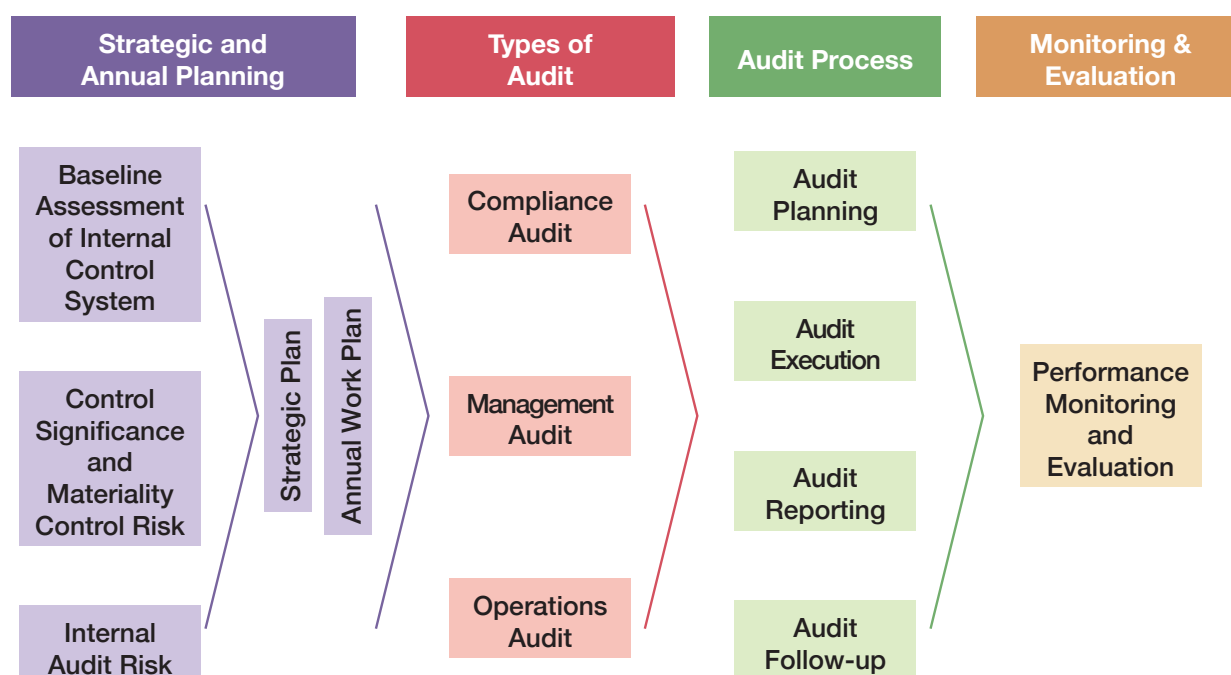 Strategic and
Annual Planning
Types of
Audit
Audit Process
Monitoring &
Evaluation
Baseline
Assessment
of Internal
Control
System
Control
Significance
and
Materiality
Control Risk
Internal
Audit Risk
Strategic Plan
Annual Work Plan
Compliance
Audit
Management
Audit
Operations
Audit
Audit
Planning
Audit
Execution
Audit
Reporting
Audit
Follow-up
Performance
Monitoring
and
Evaluation